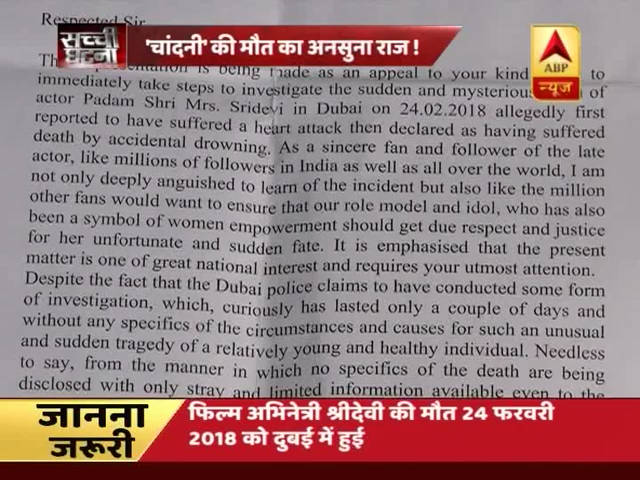 Respected Sir
सच्ची
घटना
'चांदनी' की मौत का अनसुना राज !
ABP
न्यूज़
is being made as an appeal to your kind to
immediately take steps to investigate the sudden and mysterious of
actor Padam Shri Mrs. Sridevi in Dubai on 24.02.2018 allegedly first
reported to have suffered a heart attack then declared as having suffered
death by accidental drowning. As a sincere fan and follower of the late
actor, like millions of followers in India as well as all over the world, I am
not only deeply anguished to learn of the incident but also like the million
other fans would want to ensure that our role model and idol, who has also
been a symbol of women empowerment should get due respect and justice
for her unfortunate and sudden fate. It is emphasised that the present
matter is one of great national interest and requires your utmost attention.
Despite the fact that the Dubai police claims to have conducted some form
of investigation, which, curiously has lasted only a couple of days and
without any specifics of the circumstances and causes for such an unusual
and sudden tragedy of a relatively young and healthy individual. Needless
to say, from the manner in which no specifics of the death are being
disclosed with only stray and limited information available even to the
जानना
जरूरी
फिल्म अभिनेत्री श्रीदेवी की मौत 24 फरवरी
2018 को दुबई में हुई